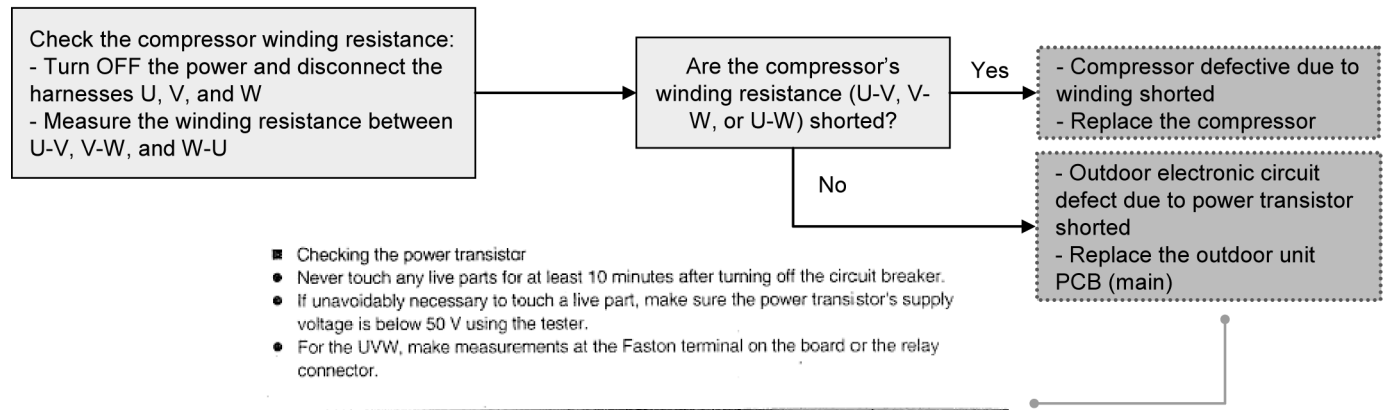 Check the compressor winding resistance:
- Turn OFF the power and disconnect the
harnesses U, V, and W
- Measure the winding resistance between
U-V, V-W, and W-U
Are the compressor's
winding resistance (U-V, V-
W, or U-W) shorted?
Yes
- Compressor defective due to
winding shorted
- Replace the compressor
No
- Outdoor electronic circuit
defect due to power transistor
shorted
- Replace the outdoor unit
PCB (main)
■ Checking the power transistor
● Never touch any live parts for at least 10 minutes after turning off the circuit breaker.
● If unavoidably necessary to touch a live part, make sure the power transistor's supply
voltage is below 50 V using the tester.
● For the UVW, make measurements at the Faston terminal on the board or the relay
connector.